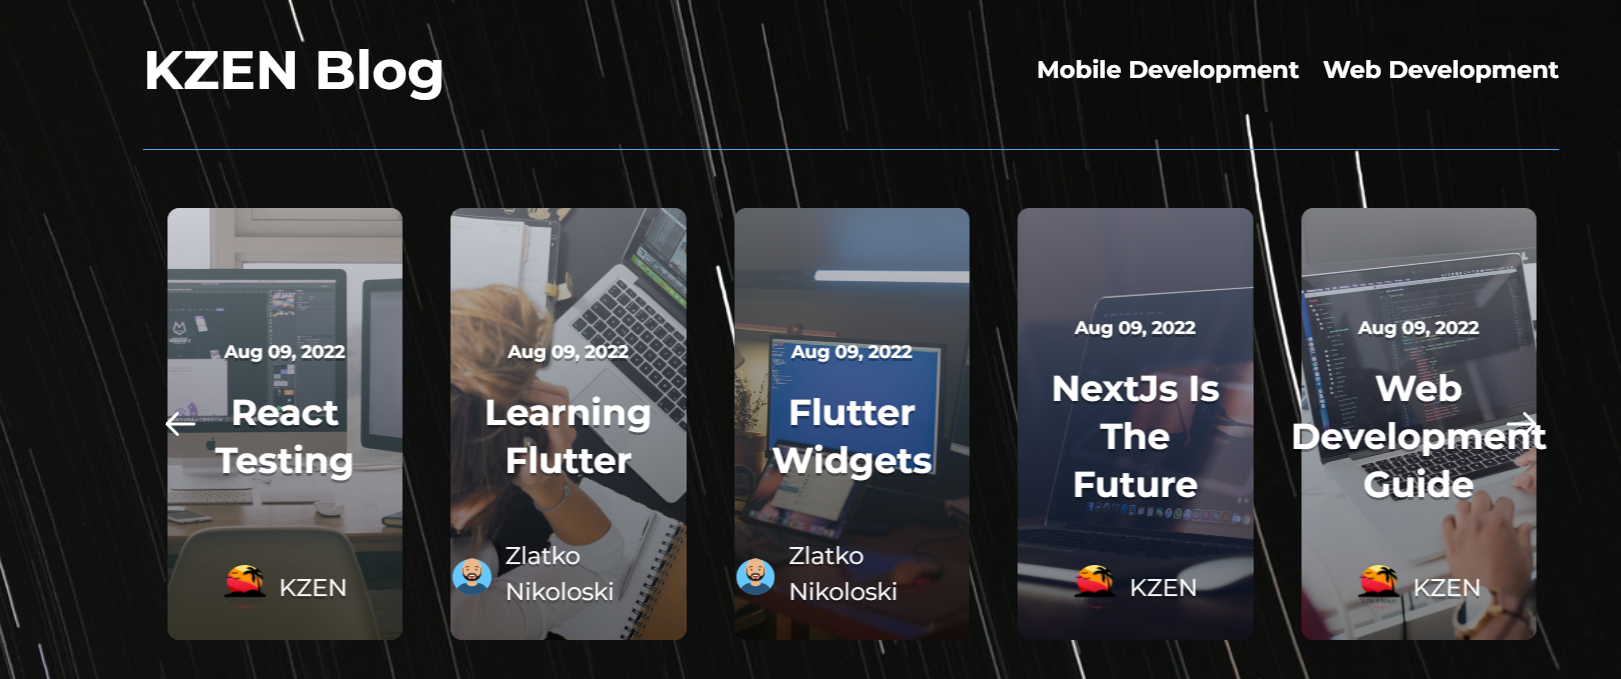 KZEN Blog
Mobile Development
Web Development
Aug 09, 2022
React
Testing
KZEN
Aug 09, 2022
Learning
Flutter
Zlatko
Nikoloski
Aug 09, 2022
Flutter
Widgets
Zlatko
Nikoloski
Aug 09, 2022
NextJs Is
The
Future
KZEN
Aug 09, 2022
Web
Development
Guide
KZEN